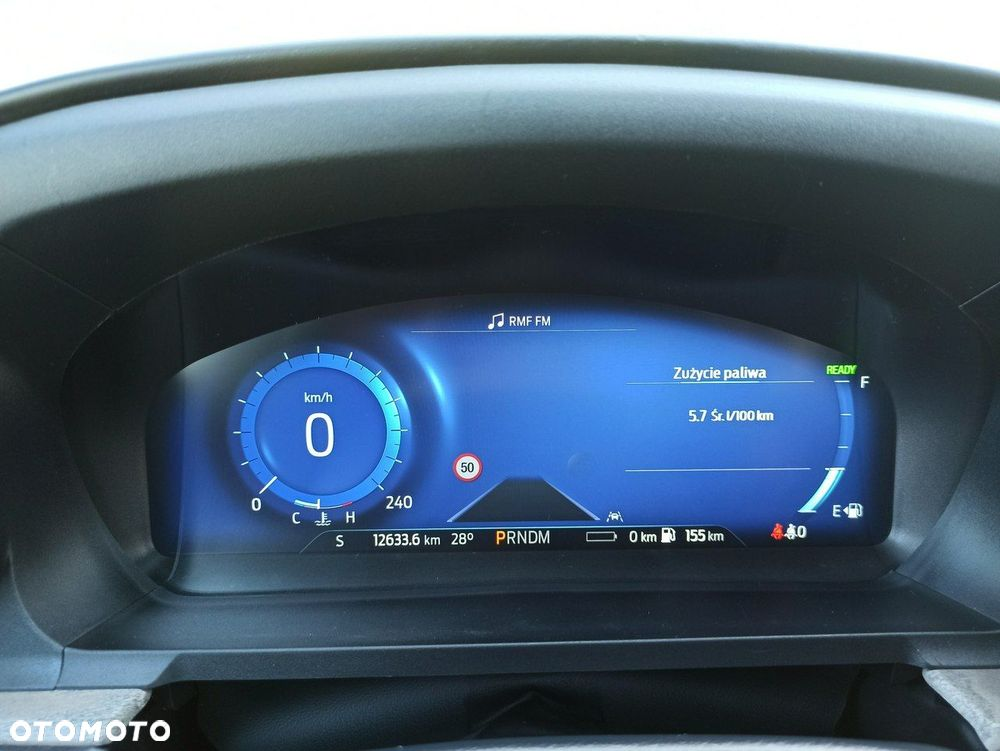 RMF FM
Zużycie paliwa
READY
F
5.7 Śr. l/100 km
km/h
0
50
0
240
C H
E
S 12633.6 km 28° PRNDM 0 km 155 km
0
OTOMOTO